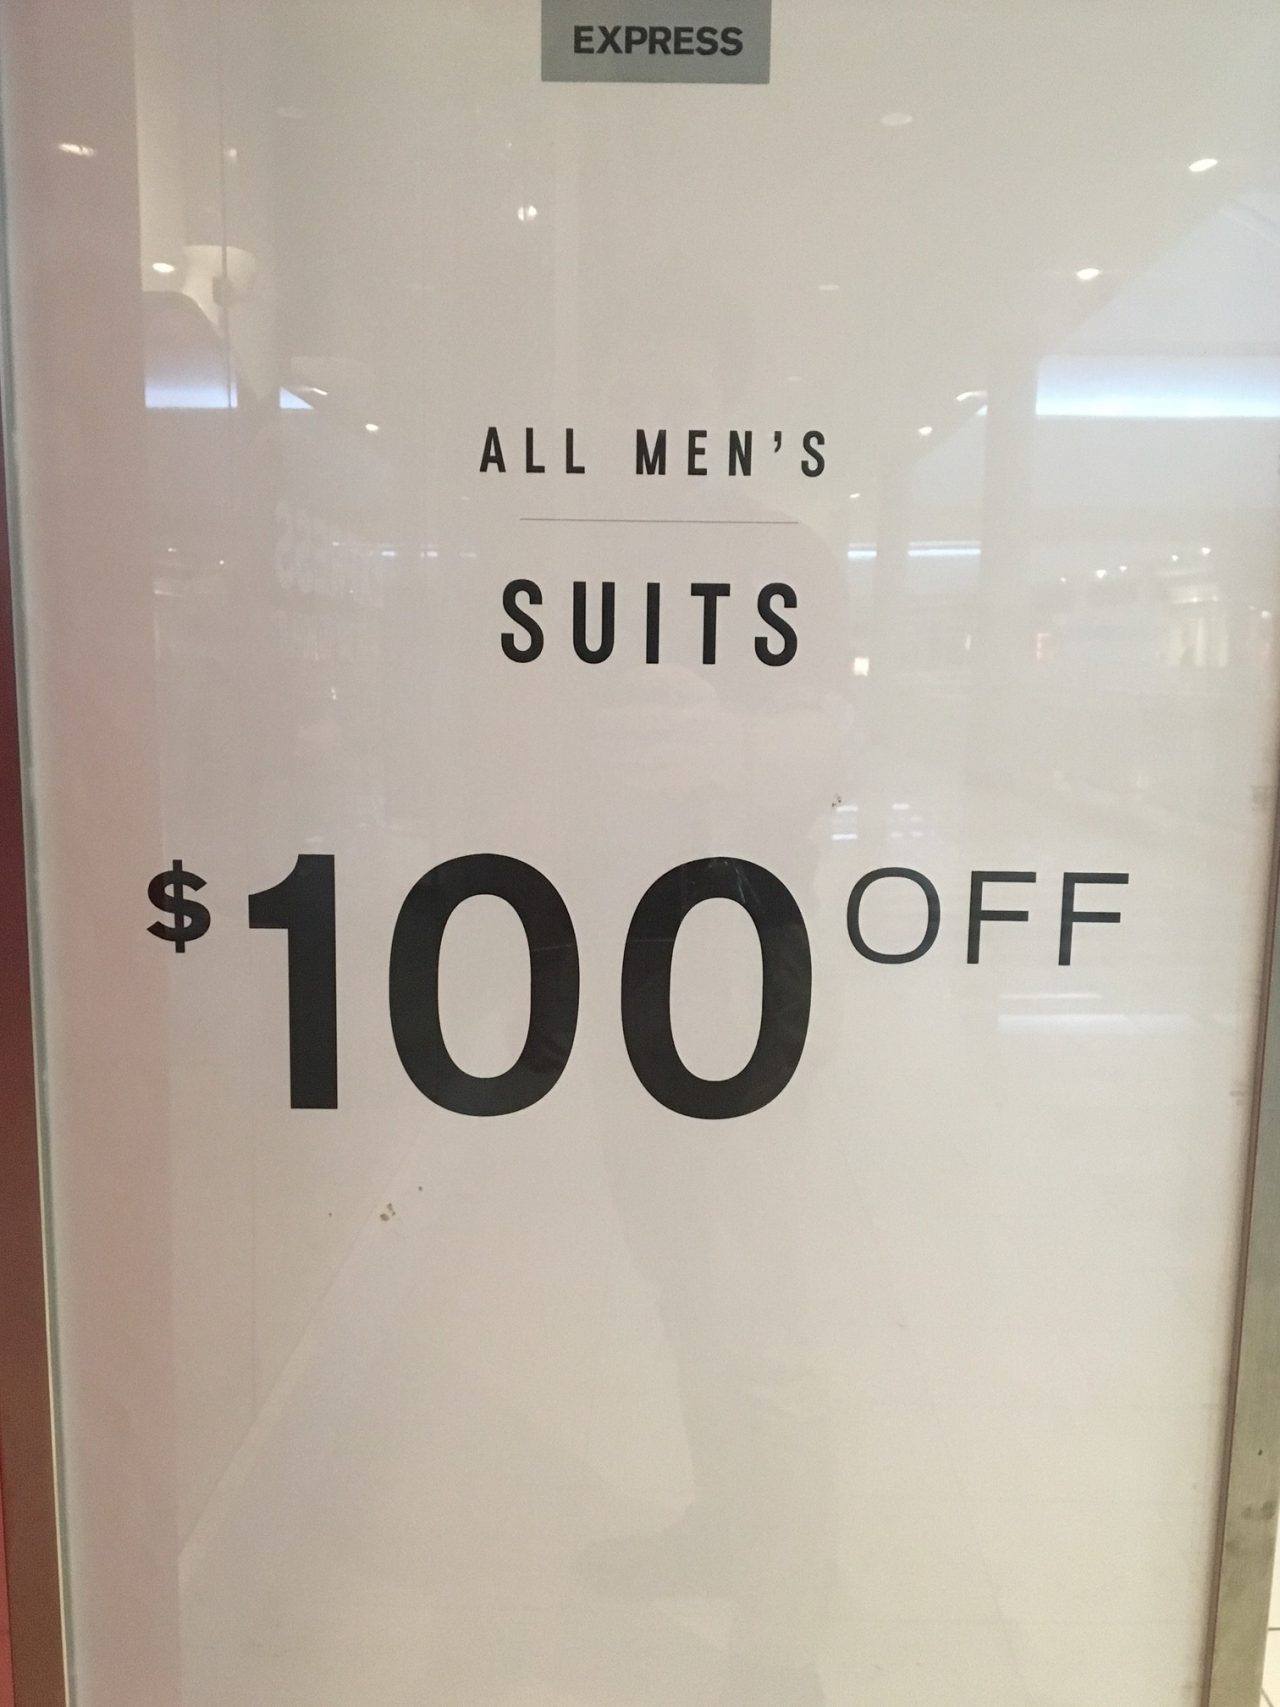 EXPRESS
ALL MEN'S
SUITS
$100 OFF